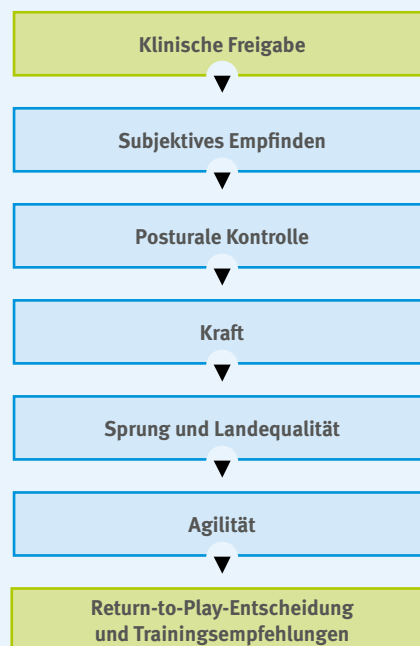 Klinische Freigabe
Subjektives Empfinden
Posturale Kontrolle
Kraft
Sprung und Landequalität
Agilität
Return-to-Play-Entscheidung
und Trainingsempfehlungen